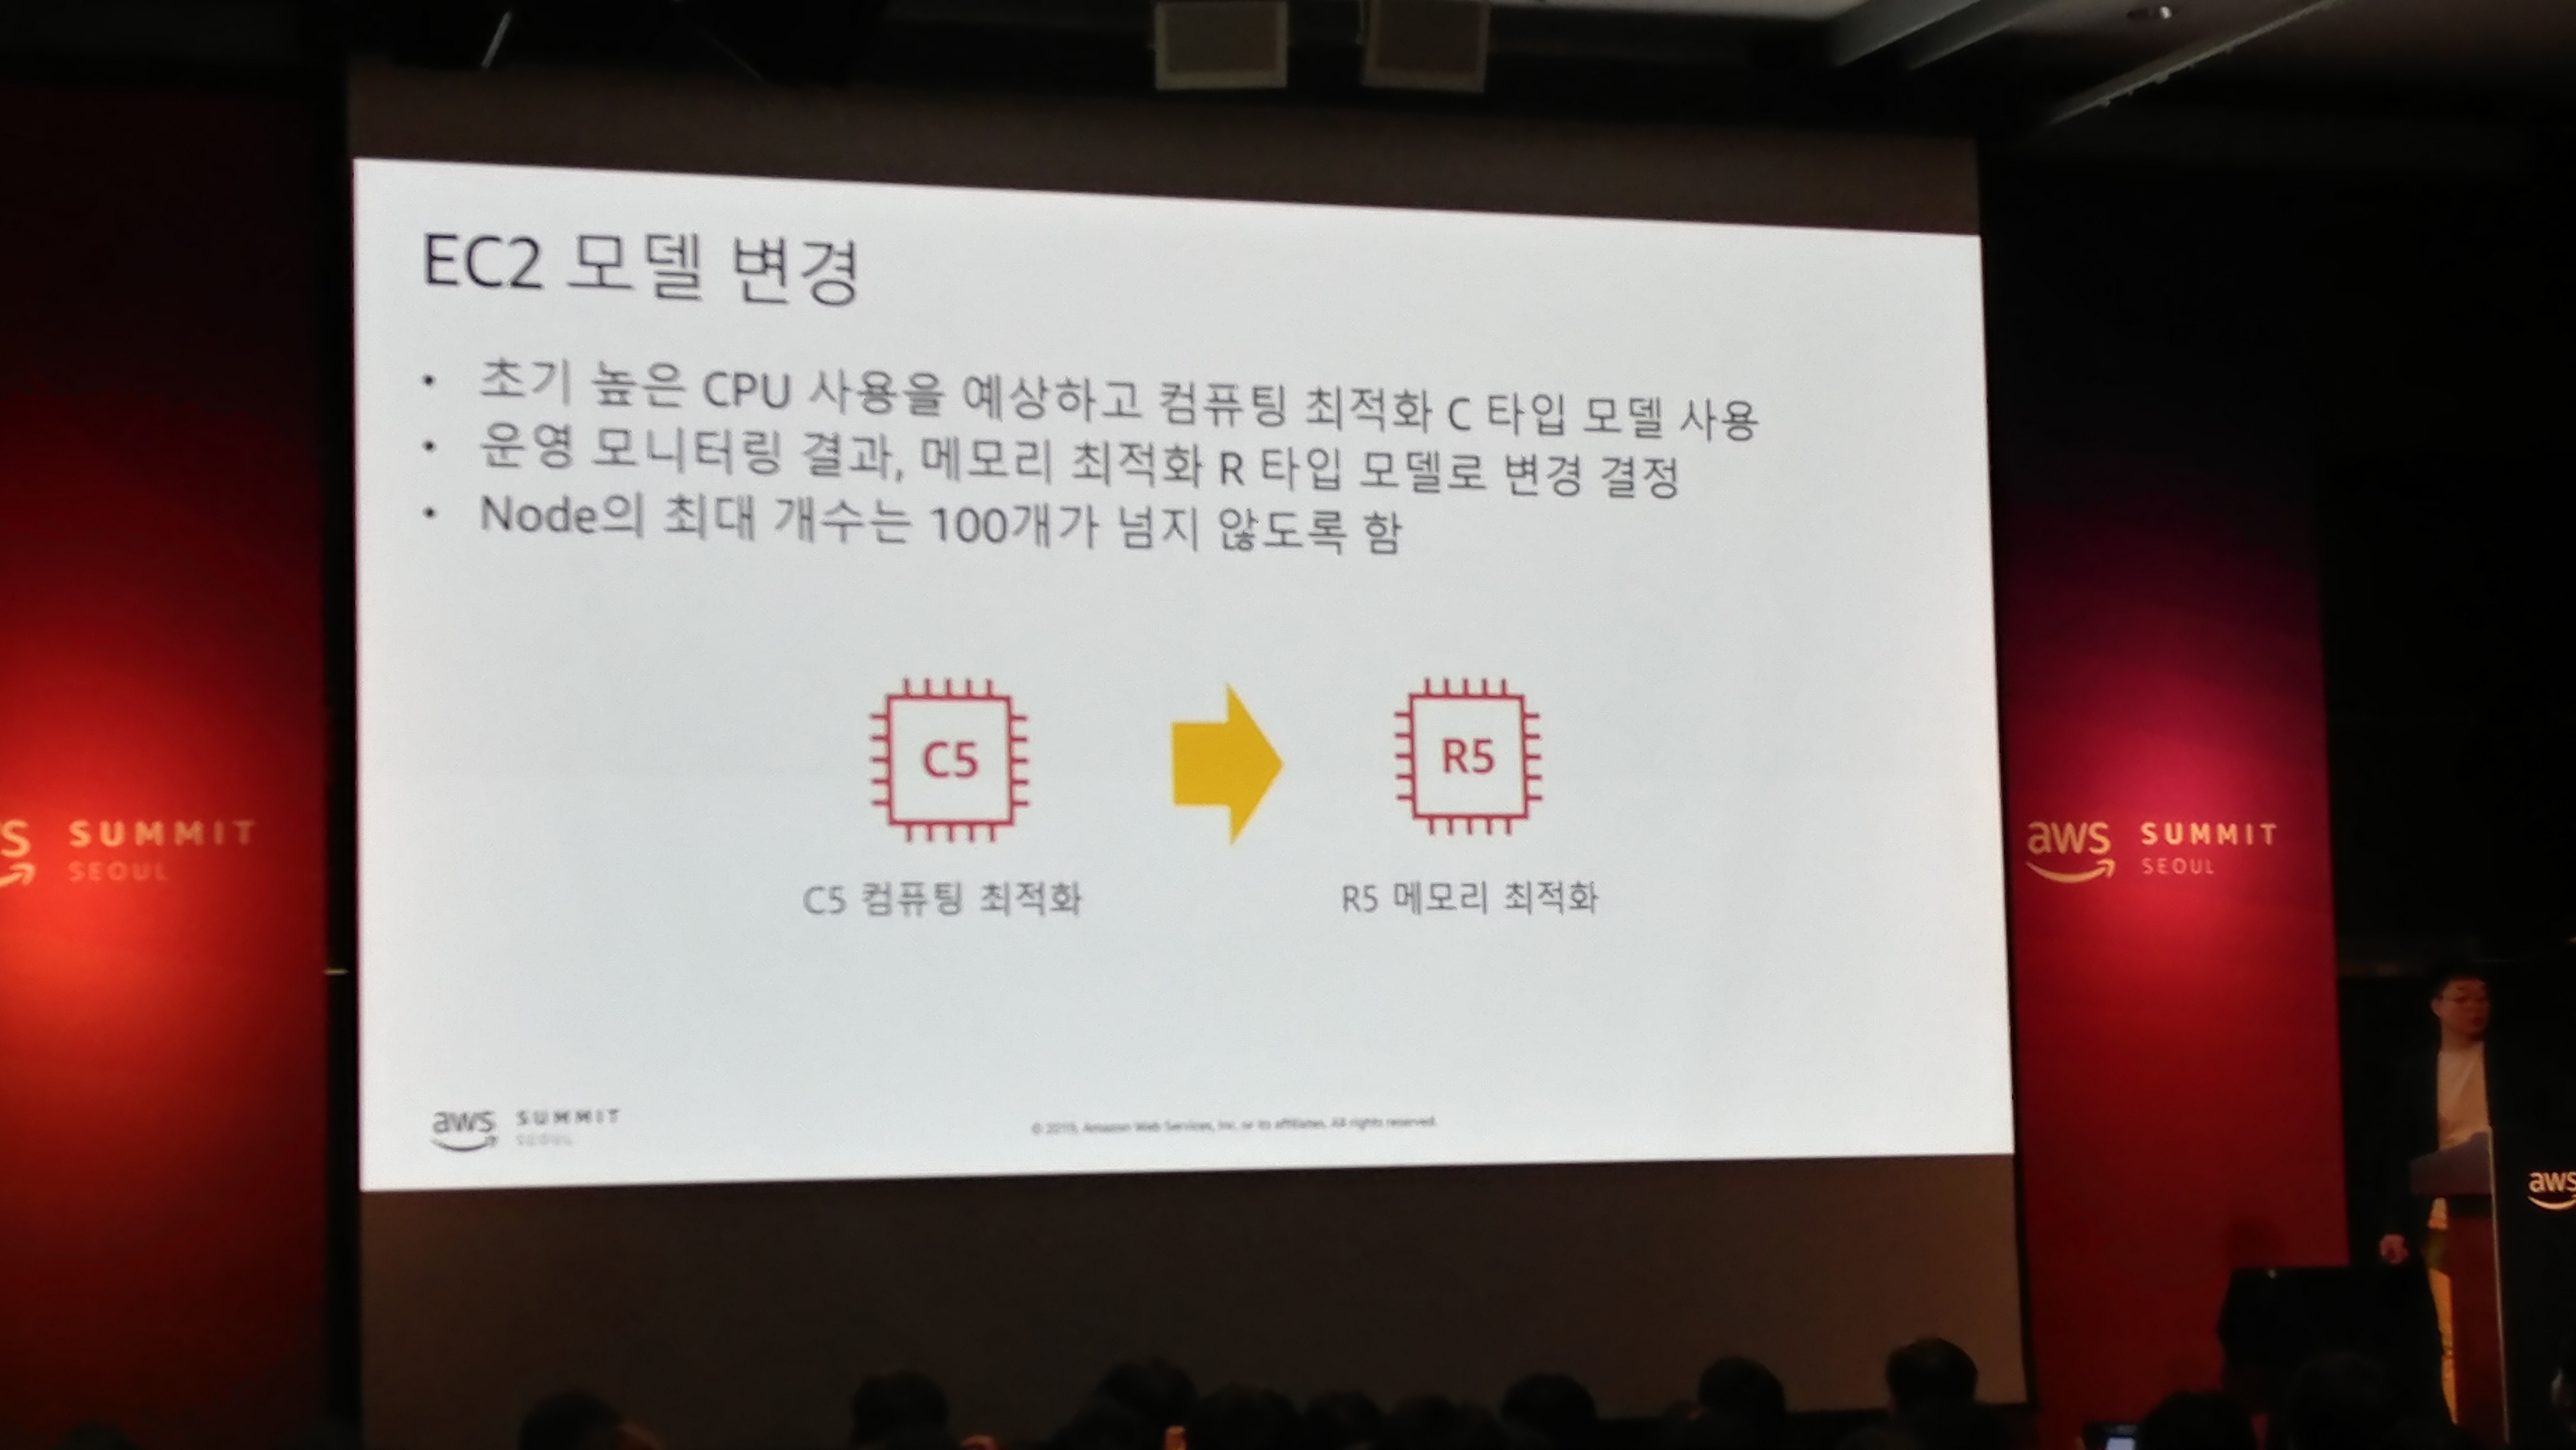 EC2 모델 변경
• 초기 높은 CPU 사용을 예상하고 컴퓨팅 최적화 C 타입 모델 사용
• 운영 모니터링 결과, 메모리 최적화 R 타입 모델로 변경 결정
• Node의 최대 개수는 100개가 넘지 않도록 함
C5
R5
C5 컴퓨팅 최적화
R5 메모리 최적화
aws SUMMIT
SEOUL
© 2019, Amazon Web Services, Inc. or its affiliates. All rights reserved.
S SUMMIT
SEOUL
aws SUMMIT
SEOUL
aws